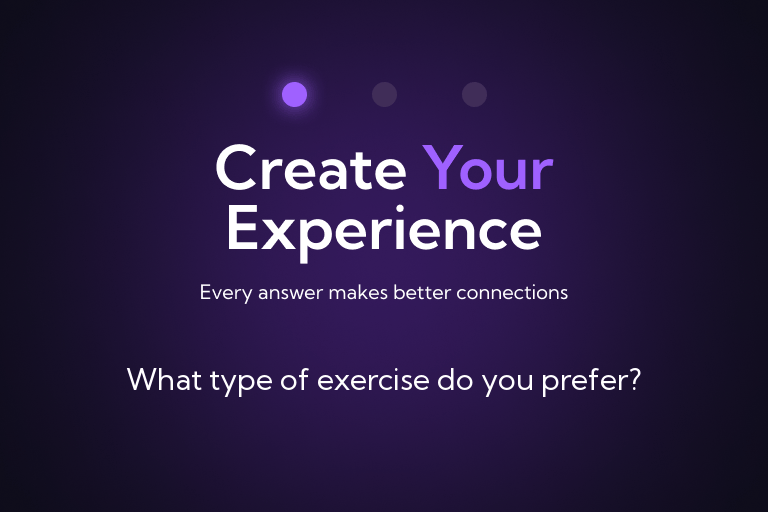 Create Your
Experience
Every answer makes better connections
What type of exercise do you prefer?